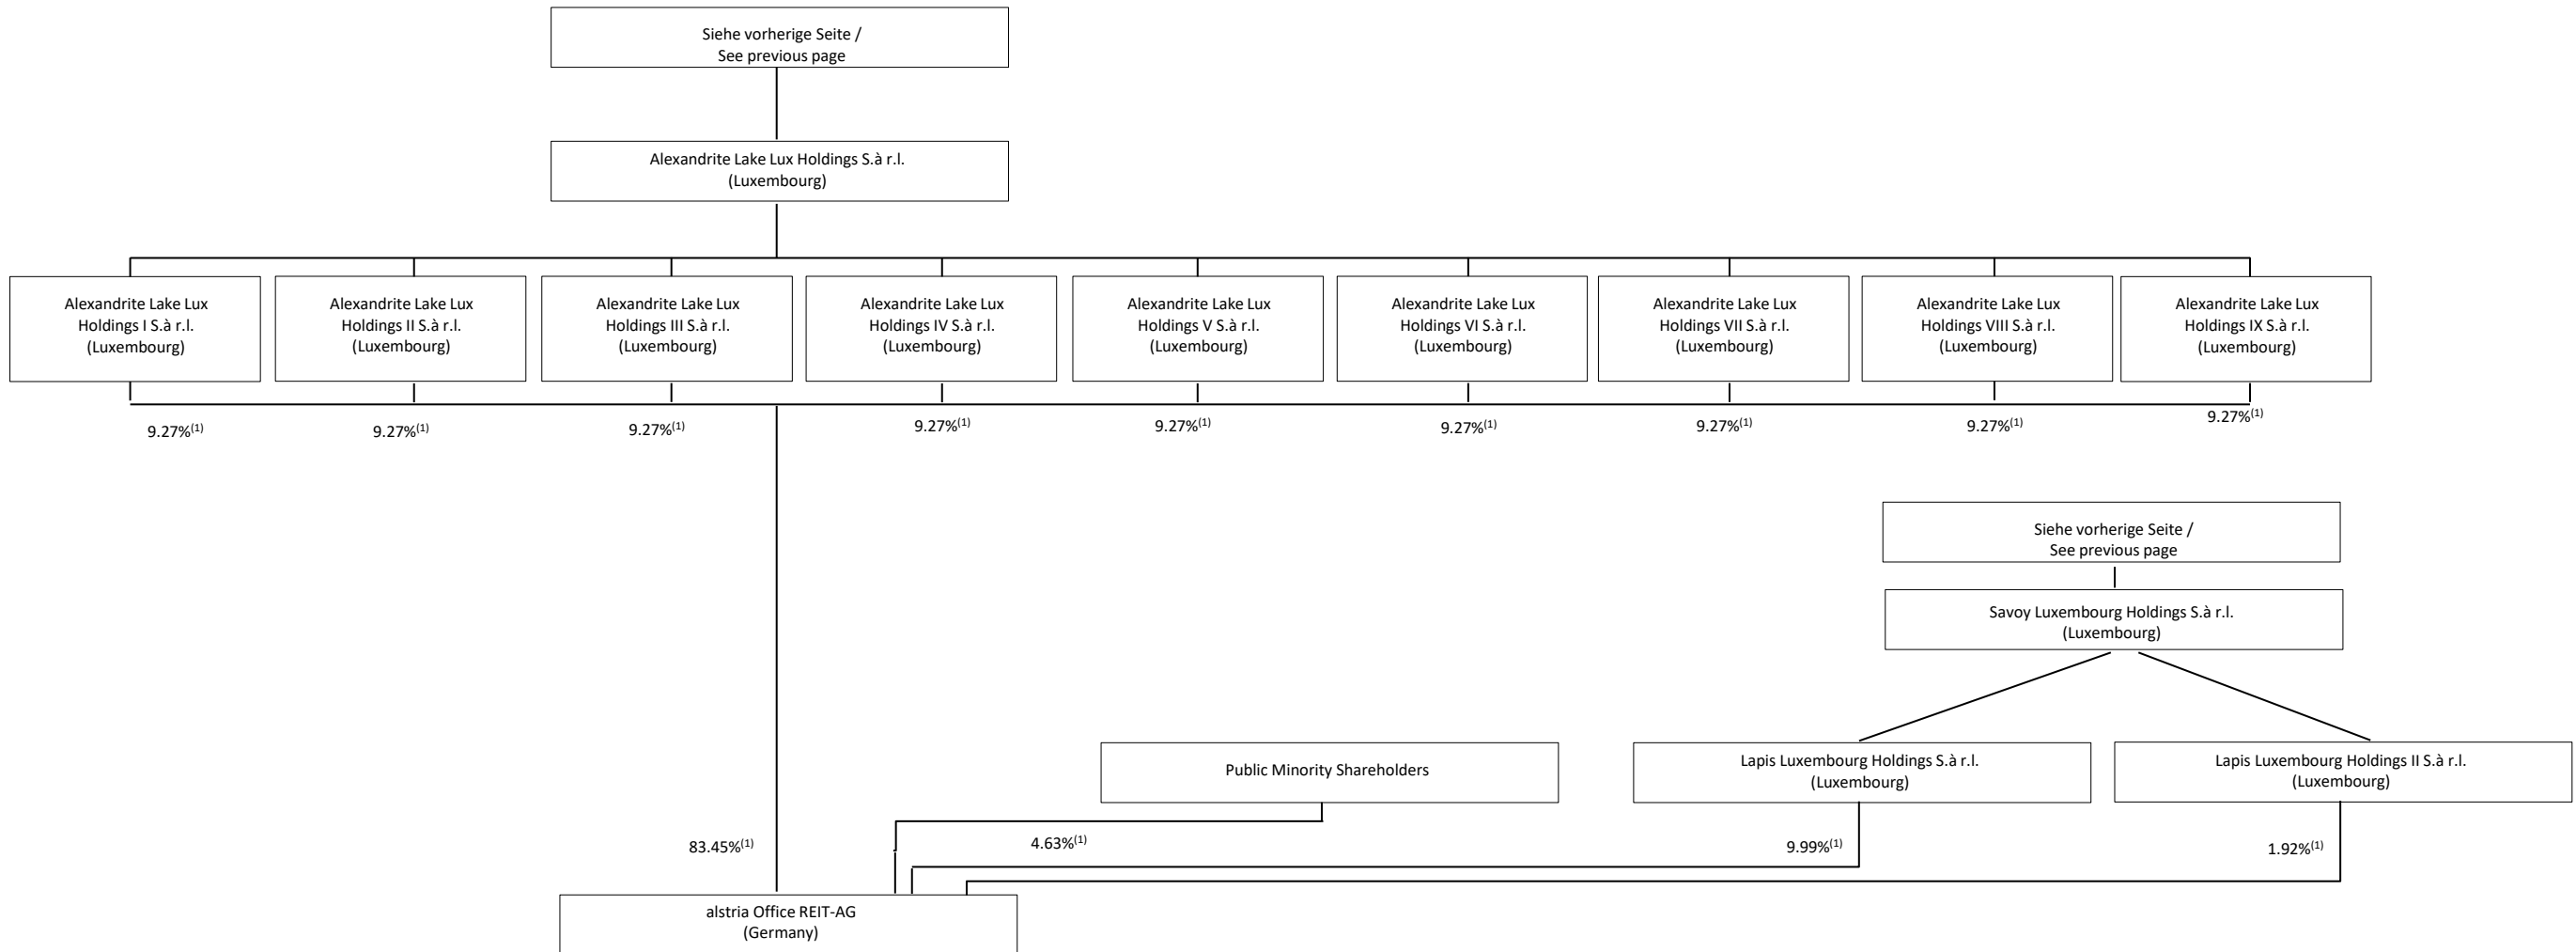 Siehe vorherige Seite /
See previous page
Alexandrite Lake Lux Holdings S.à r.l.
(Luxembourg)
Alexandrite Lake Lux
Holdings I S.à r.l.
(Luxembourg)
Alexandrite Lake Lux
Holdings II S.à r.l.
(Luxembourg)
Alexandrite Lake Lux
Holdings III S.à r.l.
(Luxembourg)
Alexandrite Lake Lux
Holdings IV S.à r.l.
(Luxembourg)
Alexandrite Lake Lux
Holdings V S.à r.l.
(Luxembourg)
Alexandrite Lake Lux
Holdings VI S.à r.l.
(Luxembourg)
Alexandrite Lake Lux
Holdings VII S.à r.l.
(Luxembourg)
Alexandrite Lake Lux
Holdings VIII S.à r.l.
(Luxembourg)
Alexandrite Lake Lux
Holdings IX S.à r.l.
(Luxembourg)
9.27%(1)
9.27%(1)
9.27%(1)
9.27%(1)
9.27%(1)
9.27%(1)
9.27%(1)
9.27%(1)
9.27%(1)
Siehe vorherige Seite /
See previous page
Savoy Luxembourg Holdings S.à r.l.
(Luxembourg)
Public Minority Shareholders
Lapis Luxembourg Holdings S.à r.l.
(Luxembourg)
Lapis Luxembourg Holdings II S.à r.l.
(Luxembourg)
83.45%(1)
4.63%(1)
9.99%(1)
1.92%(1)
alstria Office REIT-AG
(Germany)